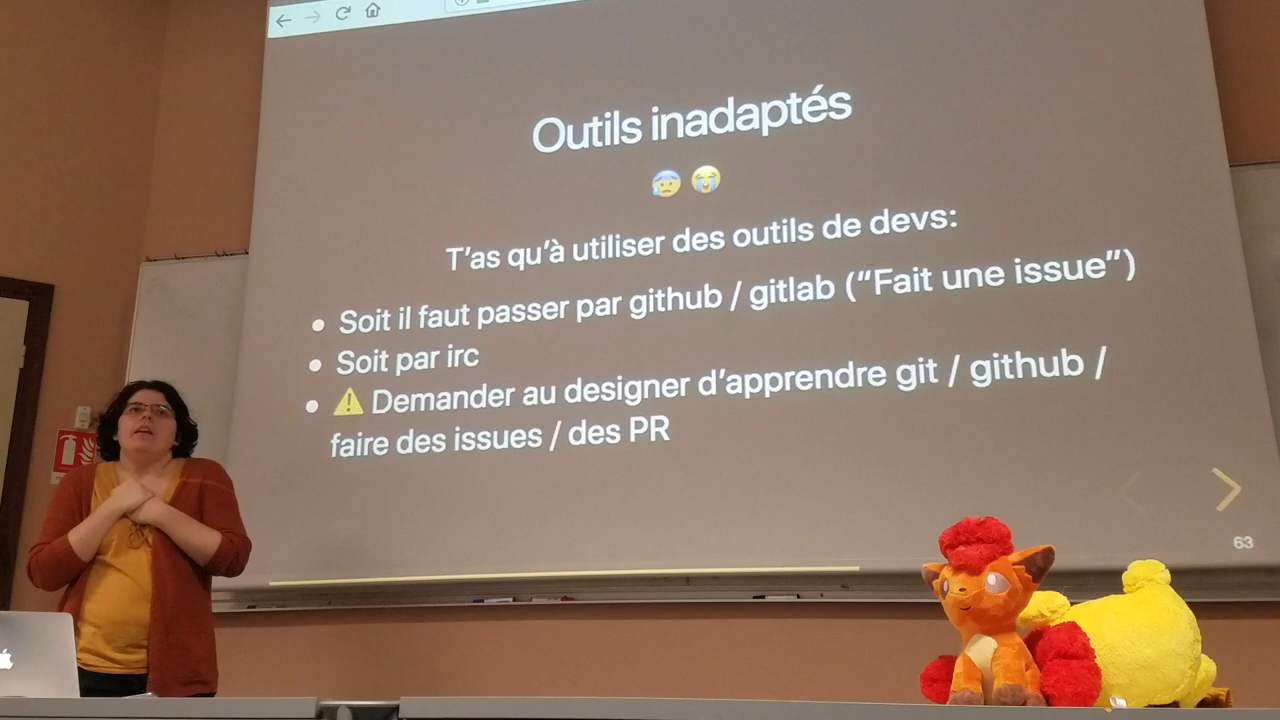 Outils inadaptés
😰 😭
T'as qu'à utiliser des outils de devs:
• Soit il faut passer par github / gitlab (“Fait une issue”)
• Soit par irc
• ⚠️ Demander au designer d'apprendre git / github /
faire des issues / des PR
63